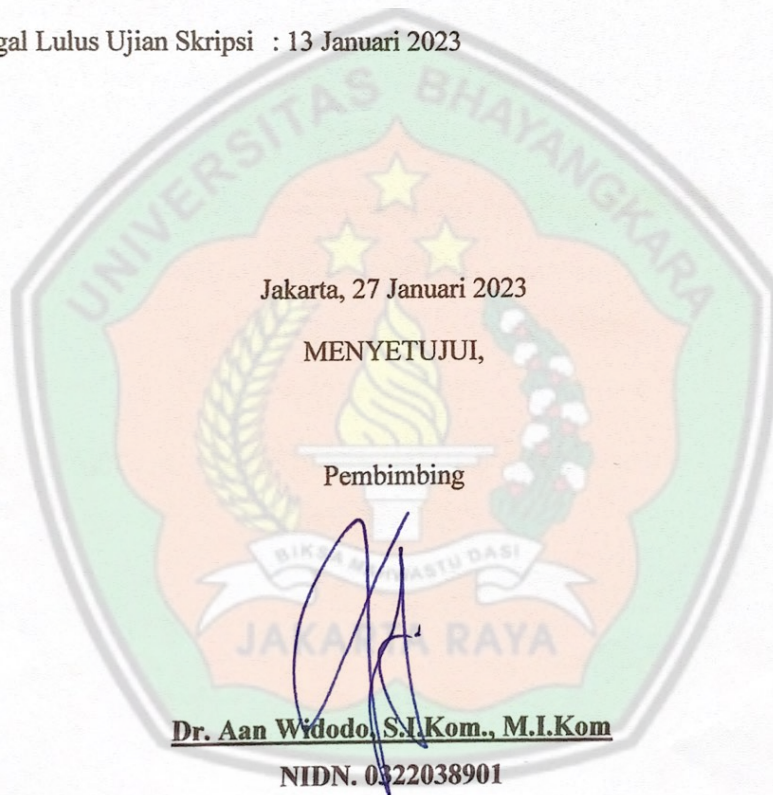 gal Lulus Ujian Skripsi : 13 Januari 2023
UNIVERSITAS BHAYANGKARA
Jakarta, 27 Januari 2023
MENYETUJUI,
Pembimbing
JAKARTA RAYA
Dr. Aan Widodo, S.I.Kom., M.I.Kom
NIDN. 0322038901